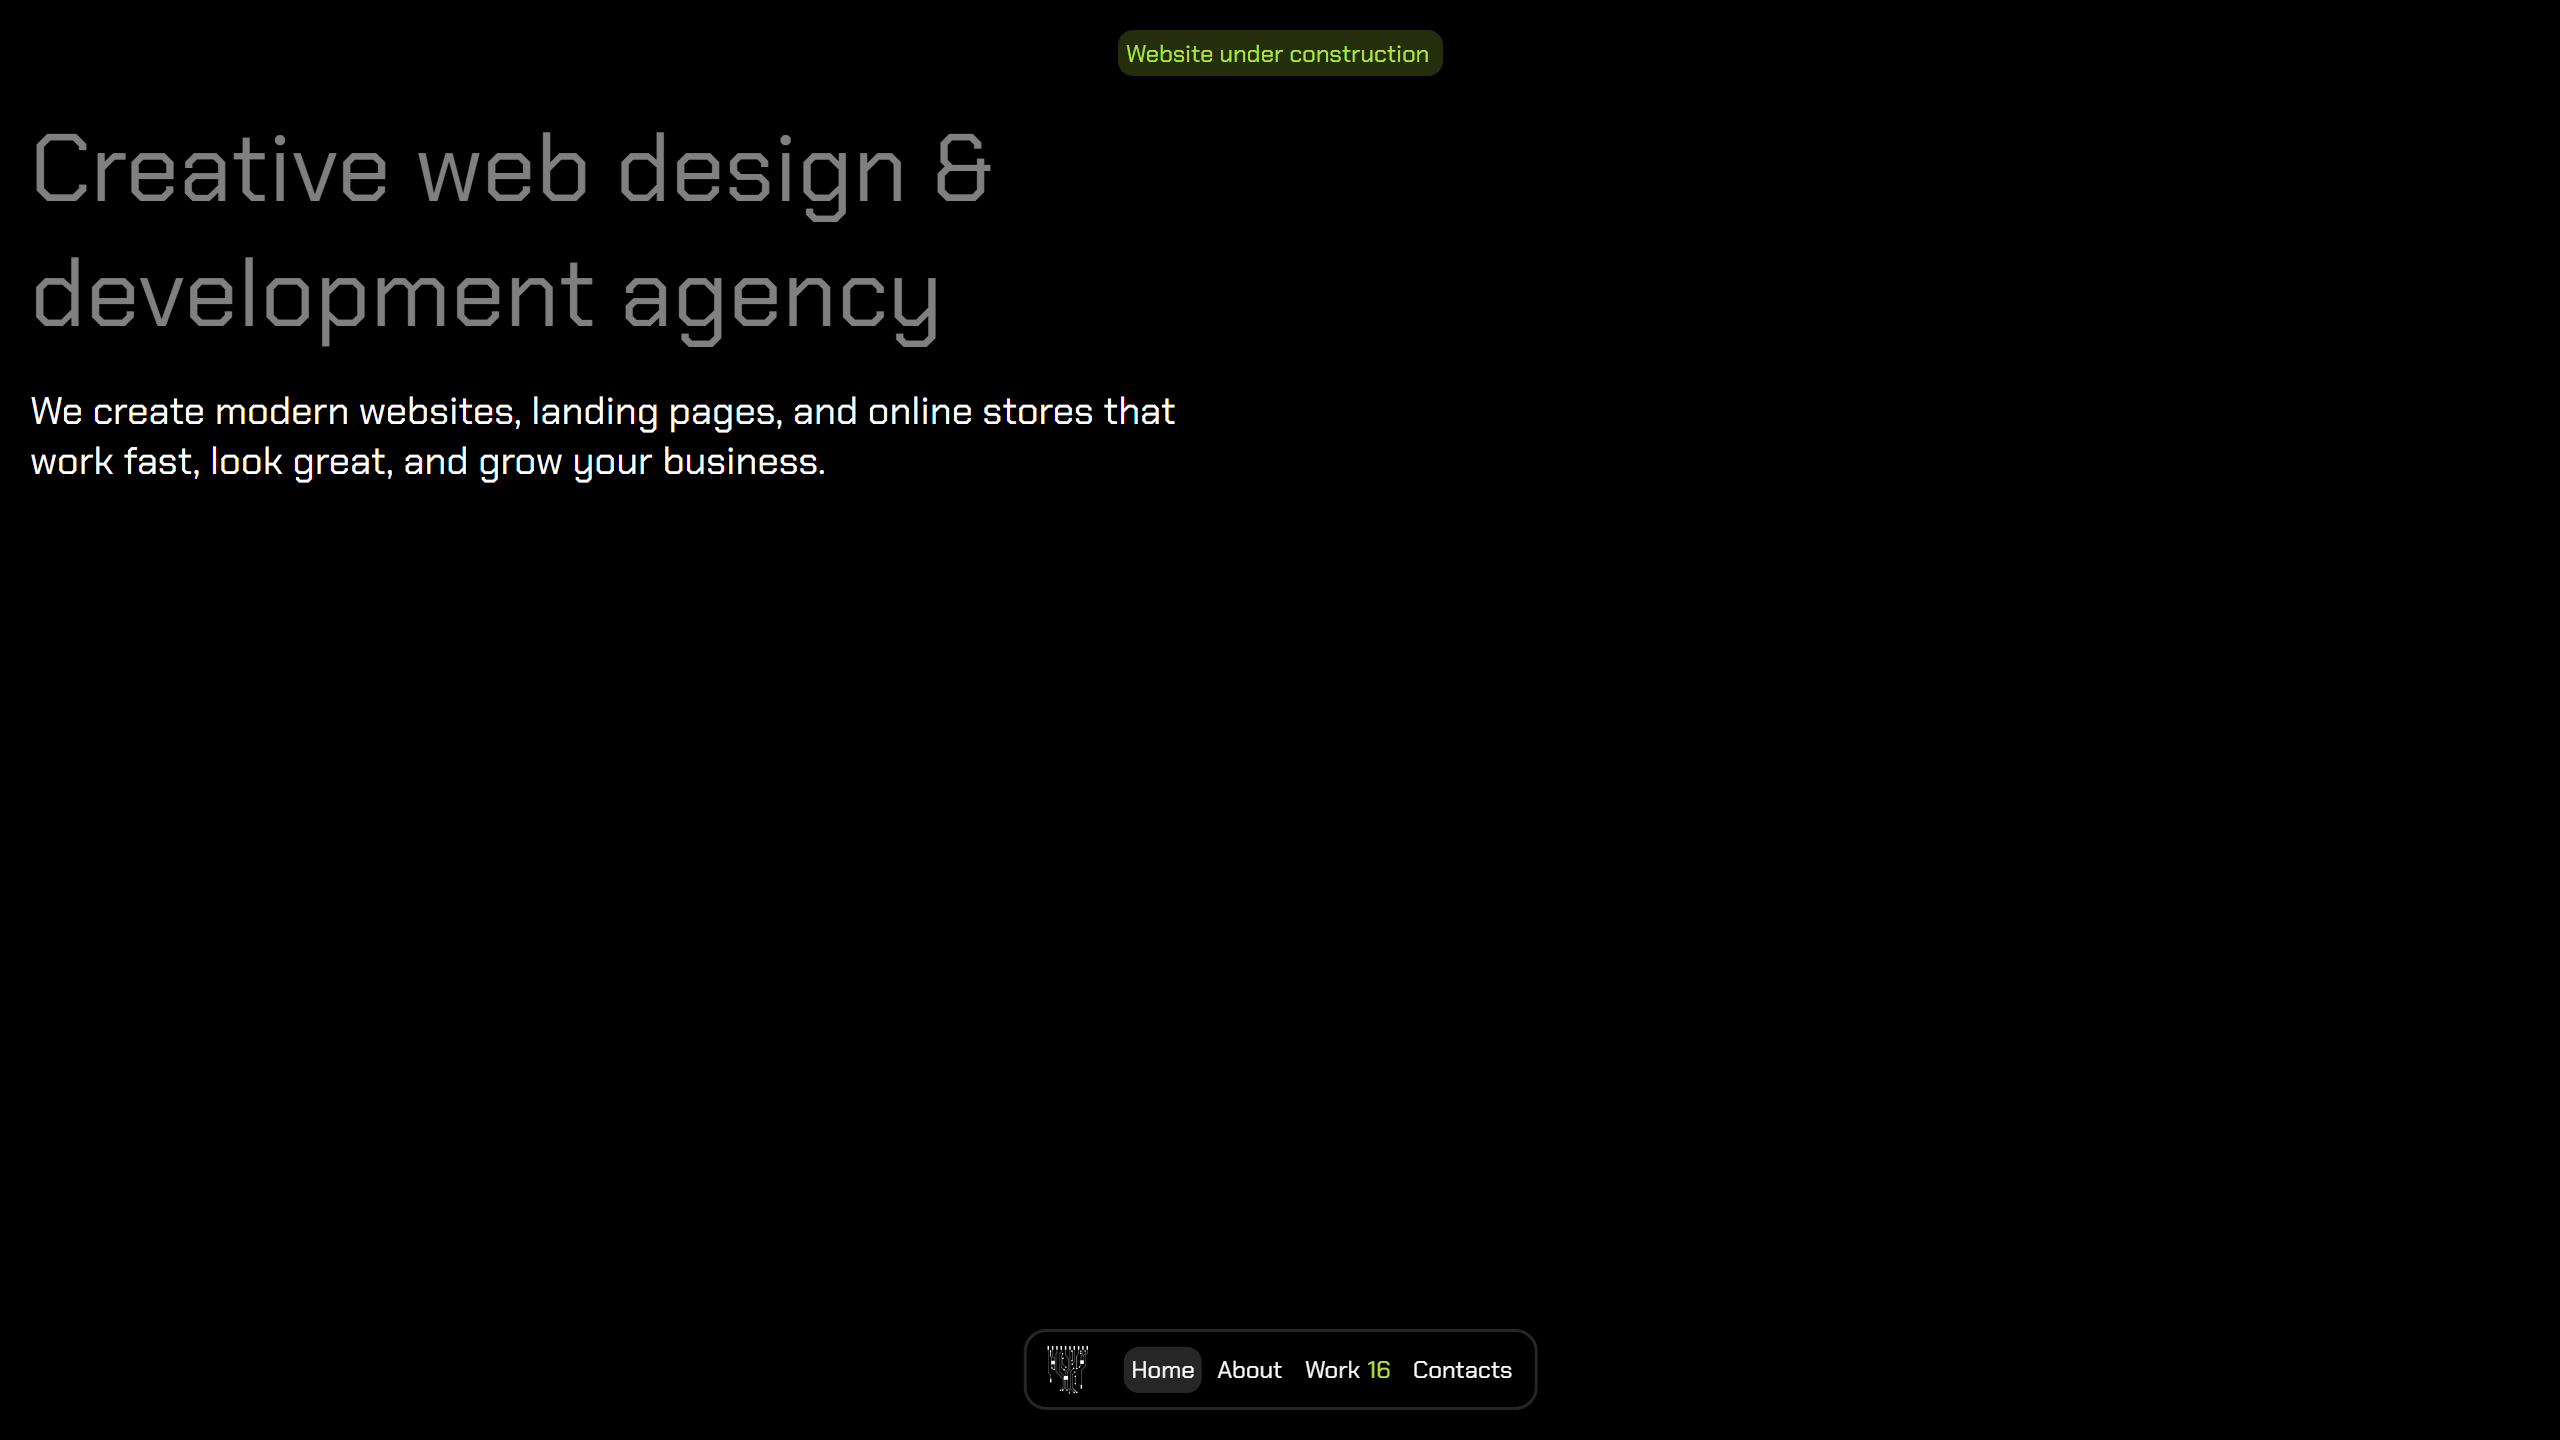 Website under construction
Creative web design &
development agency
We create modern websites, landing pages, and online stores that
work fast, look great, and grow your business.
Home About Work 16 Contacts